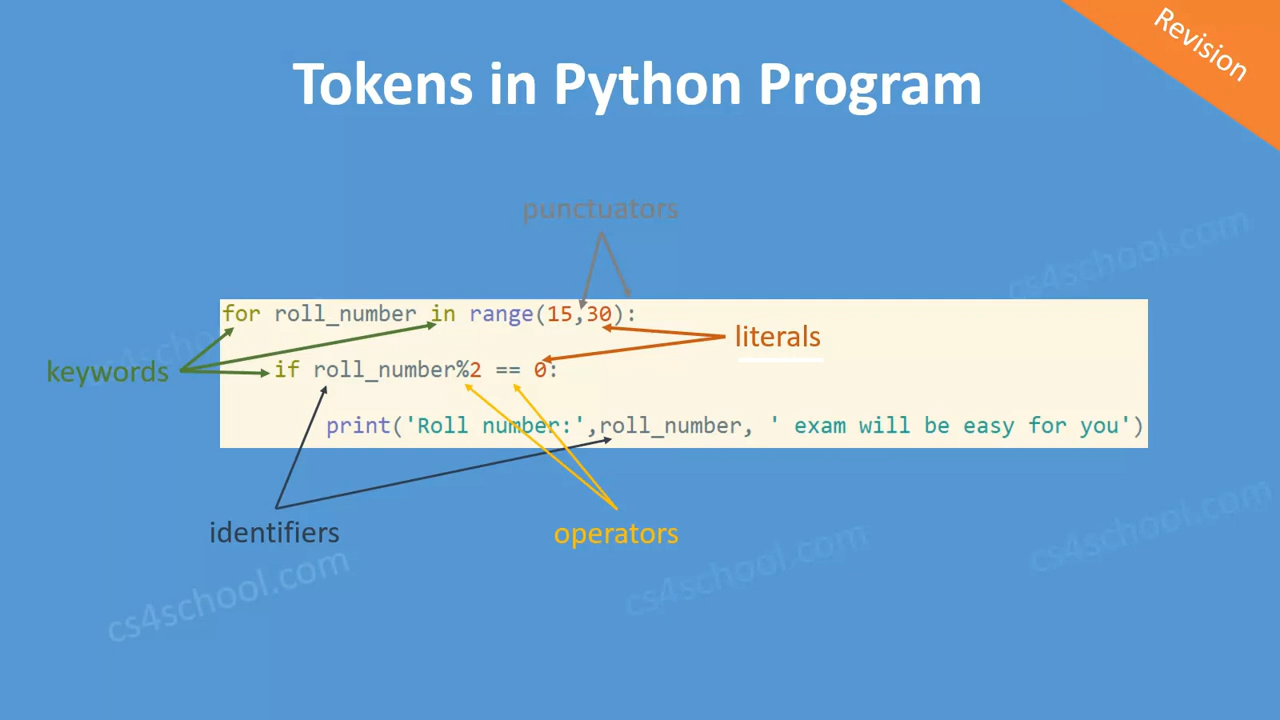 Revision
Tokens in Python Program
punctuators
cs4school.com
for roll_number in range(15,30):
literals
cs4school.com
keywords
if roll_number%2 == 0:
print('Roll number:',roll_number, ' exam will be easy for you')
identifiers
operators
cs4school.com
cs4school.com
cs4school.com